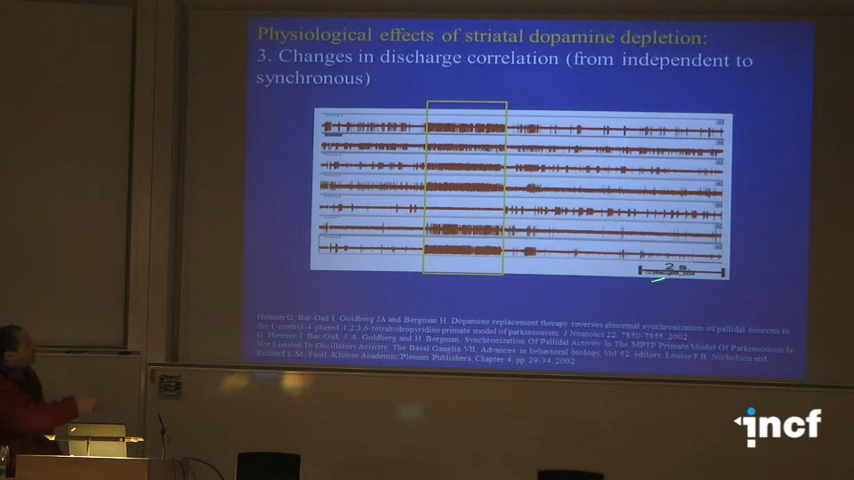 Physiological effects of striatal dopamine depletion:
3. Changes in discharge correlation (from independent to
synchronous)
2 s.
Heimer G, Bar-Gad I, Goldberg JA and Bergman H. Dopamine replacement therapy reverses abnormal synchronization of pallidal neurons in
the 1-methyl-4-phenyl-1,2,3,6-tetrahydropyridine primate model of parkinsonism. J Neurosci 22: 7850-7855, 2002.
G. Heimer I. Bar Gad, J. A. Goldberg and H. Bergman. Synchronization Of Pallidal Activity In The MPTP Primate Model Of Parkinsonism Is
Not Limited To Oscillatory Activity. The Basal Ganglia VII, Advances in behavioral biology, Vol 52. editors: Louise F.B. Nicholson and
Richard L.M. Faull. Kluwer Academic/Plenum Publishers, Chapter 4, pp 29-34, 2002
incf